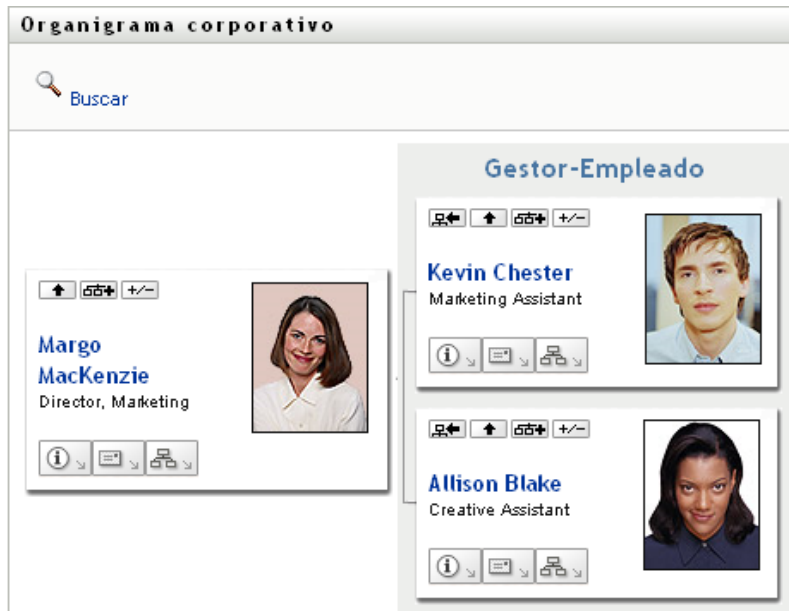 Organigrama corporativo
Buscar
Gestor-Empleado
+/-
Kevin Chester
Marketing Assistant
+/-
Margo
MacKenzie
Director, Marketing
+/-
Allison Blake
Creative Assistant